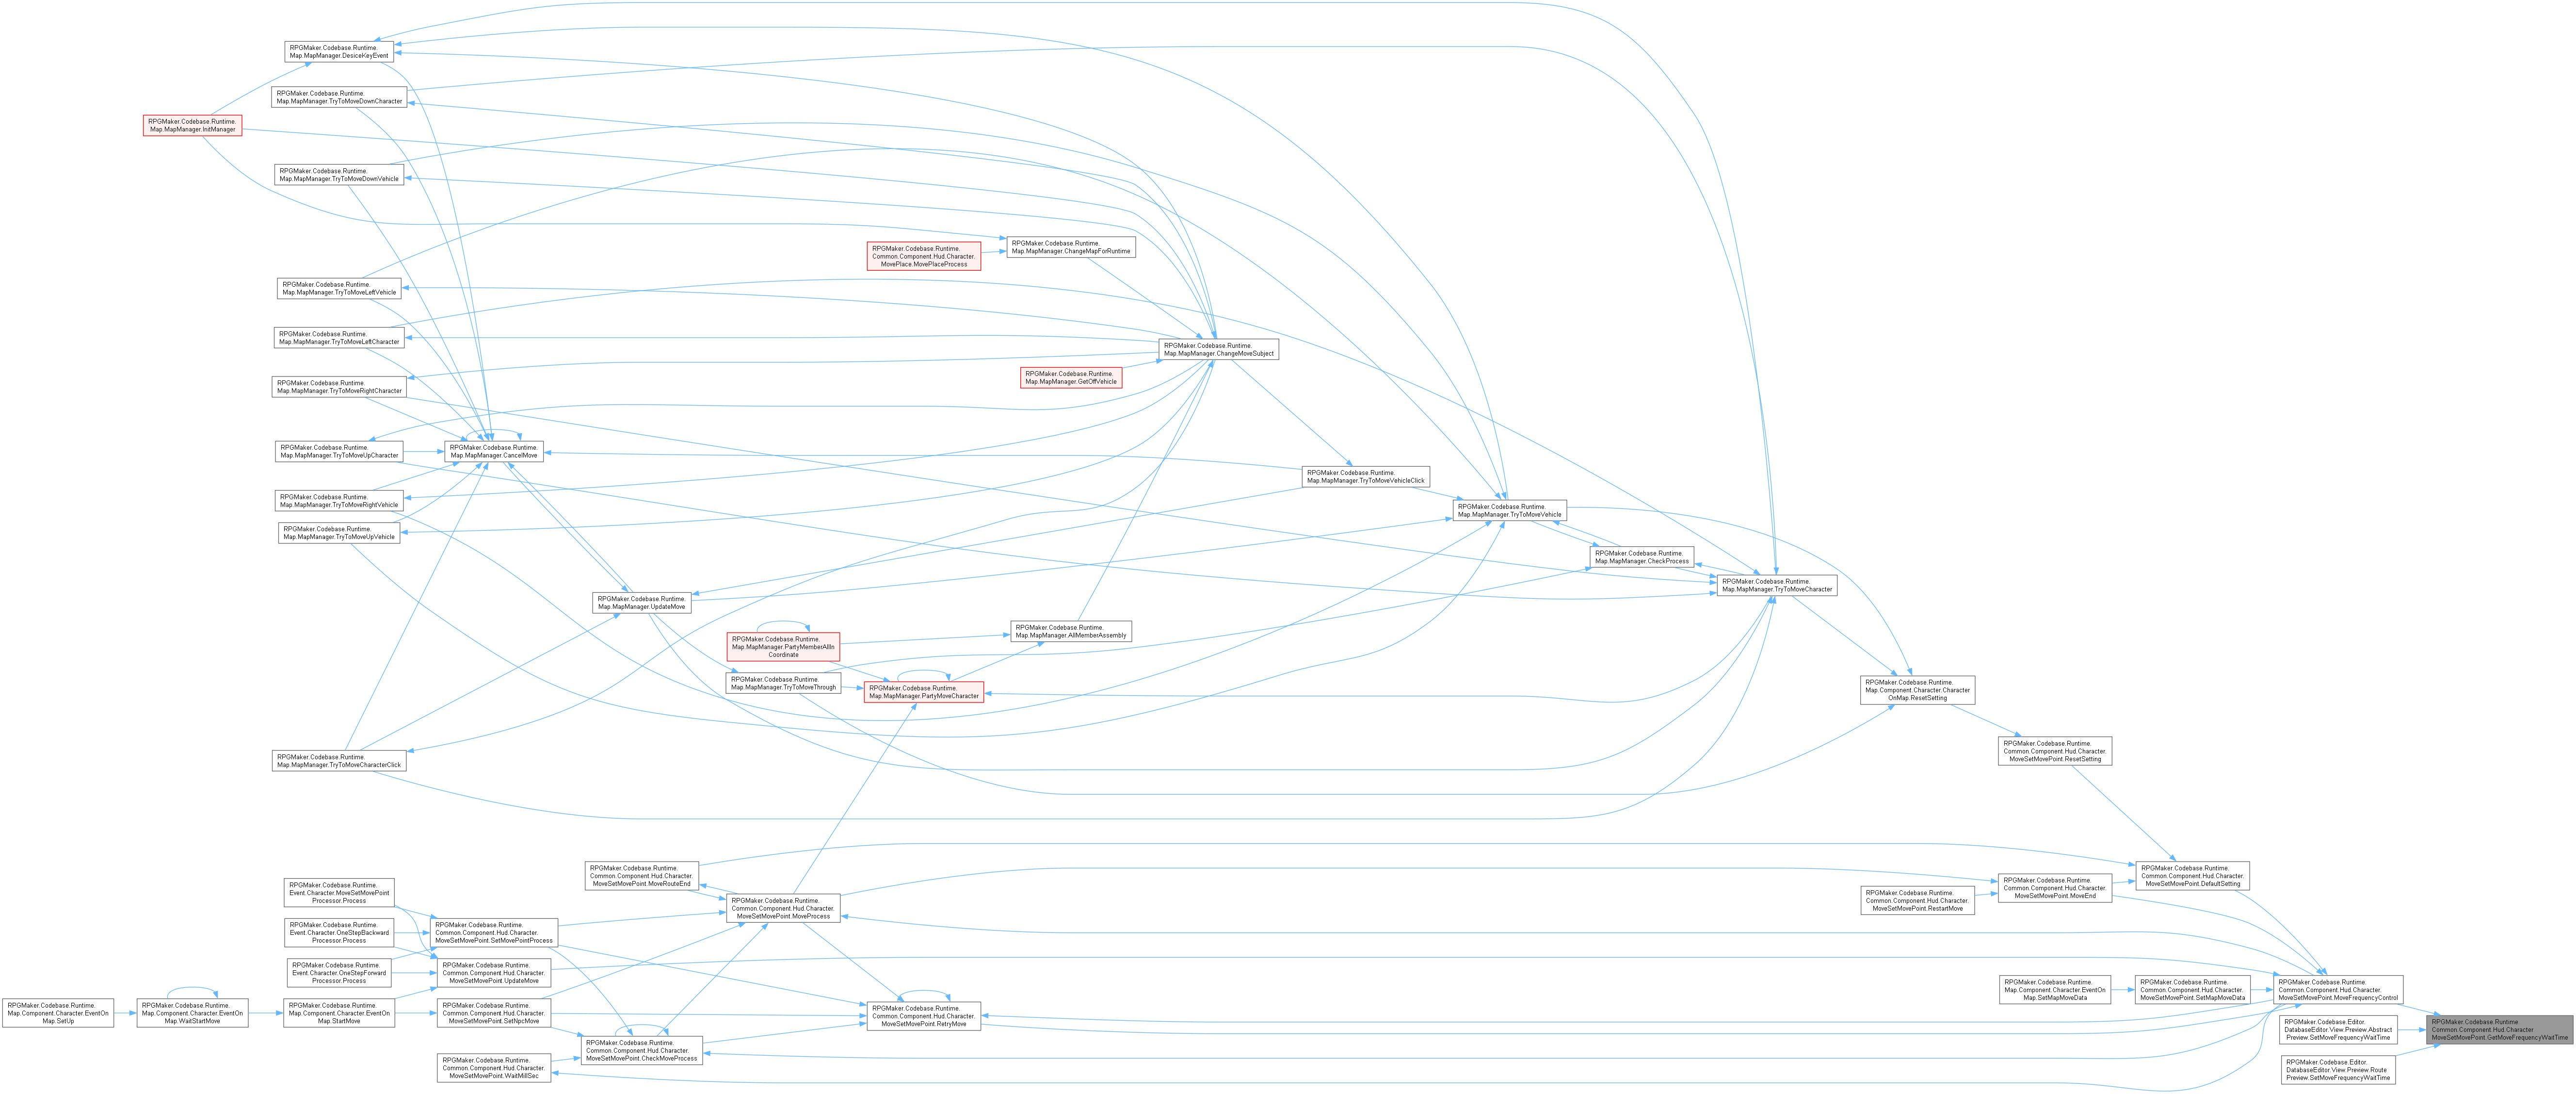 RPGMaker.Codebase.Runtime.
Map.MapManager.DesiceKeyEvent
RPGMaker.Codebase.Runtime.
Map.MapManager.TryToMoveDownCharacter
RPGMaker.Codebase.Runtime.
Map.MapManager.InitManager
RPGMaker.Codebase.Runtime.
Map.MapManager.TryToMoveDownVehicle
RPGMaker.Codebase.Runtime.
Map.MapManager.ChangeMapForRuntime
RPGMaker.Codebase.Runtime.
Common.Component.Hud.Character.
MovePlace.MovePlaceProcess
RPGMaker.Codebase.Runtime.
Map.MapManager.TryToMoveLeftVehicle
RPGMaker.Codebase.Runtime.
Map.MapManager.TryToMoveLeftCharacter
RPGMaker.Codebase.Runtime.
Map.MapManager.ChangeMoveSubject
RPGMaker.Codebase.Runtime.
Map.MapManager.GetOffVehicle
RPGMaker.Codebase.Runtime.
Map.MapManager.TryToMoveRightCharacter
RPGMaker.Codebase.Runtime.
Map.MapManager.TryToMoveUpCharacter
RPGMaker.Codebase.Runtime.
Map.MapManager.CancelMove
RPGMaker.Codebase.Runtime.
Map.MapManager.TryToMoveVehicleClick
RPGMaker.Codebase.Runtime.
Map.MapManager.TryToMoveRightVehicle
RPGMaker.Codebase.Runtime.
Map.MapManager.TryToMoveVehicle
RPGMaker.Codebase.Runtime.
Map.MapManager.TryToMoveUpVehicle
RPGMaker.Codebase.Runtime.
Map.MapManager.CheckProcess
RPGMaker.Codebase.Runtime.
Map.MapManager.TryToMoveCharacter
RPGMaker.Codebase.Runtime.
Map.MapManager.UpdateMove
RPGMaker.Codebase.Runtime.
Map.MapManager.AllMemberAssembly
RPGMaker.Codebase.Runtime.
Map.MapManager.PartyMemberAllIn
Coordinate
RPGMaker.Codebase.Runtime.
Map.MapManager.TryToMoveThrough
RPGMaker.Codebase.Runtime.
Map.MapManager.PartyMoveCharacter
RPGMaker.Codebase.Runtime.
Map.Component.Character.Character
OnMap.ResetSetting
RPGMaker.Codebase.Runtime.
Common.Component.Hud.Character.
MoveSetMovePoint.ResetSetting
RPGMaker.Codebase.Runtime.
Map.MapManager.TryToMoveCharacterClick
RPGMaker.Codebase.Runtime.
Common.Component.Hud.Character.
MoveSetMovePoint.MoveRouteEnd
RPGMaker.Codebase.Runtime.
Common.Component.Hud.Character.
MoveSetMovePoint.DefaultSetting
RPGMaker.Codebase.Runtime.
Common.Component.Hud.Character.
MoveSetMovePoint.MoveEnd
RPGMaker.Codebase.Runtime.
Common.Component.Hud.Character.
MoveSetMovePoint.RestartMove
RPGMaker.Codebase.Runtime.
Event.Character.MoveSetMovePoint
Processor.Process
RPGMaker.Codebase.Runtime.
Common.Component.Hud.Character.
MoveSetMovePoint.MoveProcess
RPGMaker.Codebase.Runtime
Event.Character.OneStepBackward
Processor.Process
RPGMaker.Codebase.Runtime.
Common.Component.Hud.Character.
MoveSetMovePoint.SetMovePointProcess
RPGMaker.Codebase.Runtime.
Event.Character.OneStepForward
Processor.Process
RPGMaker.Codebase.Runtime.
Common.Component.Hud.Character.
MoveSetMovePoint.UpdateMove
RPGMaker.Codebase.Runtime.
Map.Component.Character.EventOn
Map.SetMapMoveData
RPGMaker.Codebase.Runtime.
Common.Component.Hud.Character.
MoveSetMovePoint.SetMapMoveData
RPGMaker.Codebase.Runtime.
Common.Component.Hud.Character.
MoveSetMovePoint.MoveFrequencyControl
RPGMaker.Codebase.Runtime.
Map.Component.Character.EventOn
Map.SetUp
RPGMaker.Codebase.Runtime.
Map.Component.Character.EventOn
Map.WaitStartMove
RPGMaker.Codebase.Runtime.
Map.Component.Character.EventOn
Map.StartMove
RPGMaker.Codebase.Runtime.
Common.Component.Hud.Character.
MoveSetMovePoint.SetNpcMove
RPGMaker.Codebase.Runtime.
Common.Component.Hud.Character.
MoveSetMovePoint.RetryMove
RPGMaker.Codebase.Editor.
DatabaseEditor.View.Preview.Abstract
Preview.SetMoveFrequencyWaitTime
RPGMaker.Codebase.Runtime.
Common.Component.Hud.Character.
MoveSetMovePoint.GetMoveFrequencyWaitTime
RPGMaker.Codebase.Runtime.
Common.Component.Hud.Character.
MoveSetMovePoint.CheckMoveProcess
RPGMaker.Codebase.Runtime.
Common.Component.Hud.Character.
MoveSetMovePoint.WaitMillSec
RPGMaker.Codebase.Editor.
DatabaseEditor.View.Preview.Route
Preview.SetMoveFrequencyWaitTime